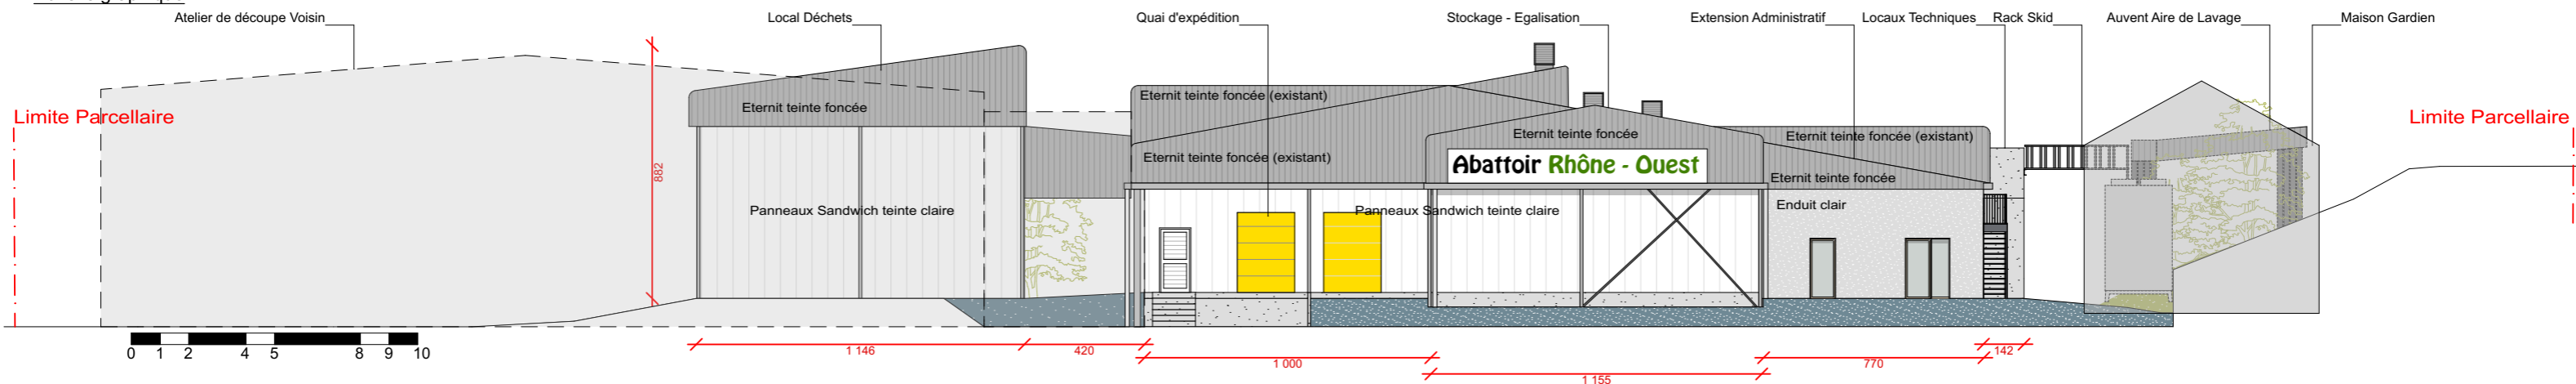 Atelier de découpe Voisin
Local Déchets
Quai d'expédition
Stockage - Egalisation
Extension Administratif
Locaux Techniques
Rack Skid
Auvent Aire de Lavage
Maison Gardien
Limite Parcellaire
Limite Parcellaire
Eternit teinte foncée
Eternit teinte foncée (existant)
Eternit teinte foncée (existant)
Eternit teinte foncée
Eternit teinte foncée (existant)
Eternit teinte foncée
Abattoir Rhône - Ouest
882
Panneaux Sandwich teinte claire
Panneaux Sandwich teinte claire
Enduit clair
0 1 2 4 5 8 9 10
1 146
420
1 000
1 155
770
142